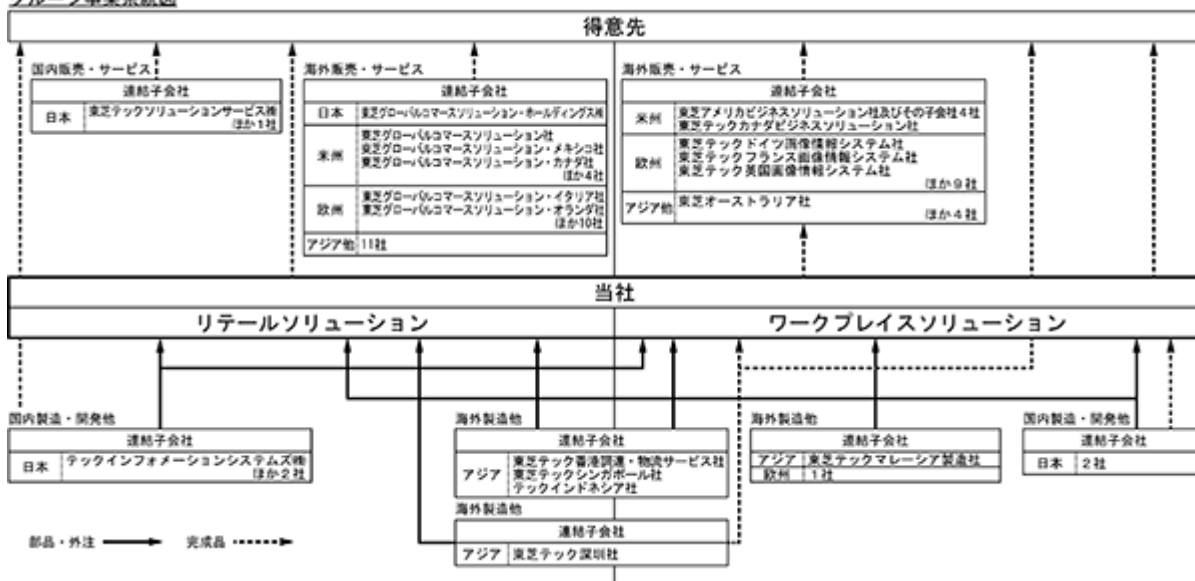 グループ事業系統図
得意先
国内販売・サービス
連結子会社
日本 東芝テックソリューションサービス㈱
ほか1社
海外販売・サービス
連結子会社
日本 東芝グローバルコマースソリューション・ホールディングス㈱
米州 東芝グローバルコマースソリューション社
東芝グローバルコマースソリューション・メキシコ社
東芝グローバルコマースソリューション・カナダ社
ほか4社
欧州 東芝グローバルコマースソリューション・イタリア社
東芝グローバルコマースソリューション・オランダ社
ほか10社
アジア他 11社
海外販売・サービス
連結子会社
米州 東芝アメリカビジネスソリューション社及びその子会社4社
東芝テックカナダビジネスソリューション社
欧州 東芝テックドイツ画像情報システム社
東芝テックフランス画像情報システム社
東芝テック英国画像情報システム社
ほか9社
アジア他 東芝オーストラリア社
ほか4社
当社
リテールソリューション
ワークプレイスソリューション
国内製造・開発他
連結子会社
日本 テックインフォメーションシステムズ㈱
ほか2社
海外製造他
連結子会社
アジア 東芝テック香港調達・物流サービス社
東芝テックシンガポール社
テックインドネシア社
海外製造他
連結子会社
アジア 東芝テック深圳社
海外製造他
連結子会社
アジア 東芝テックマレーシア製造社
欧州 1社
国内製造・開発他
連結子会社
日本 2社
部品・外注
完成品